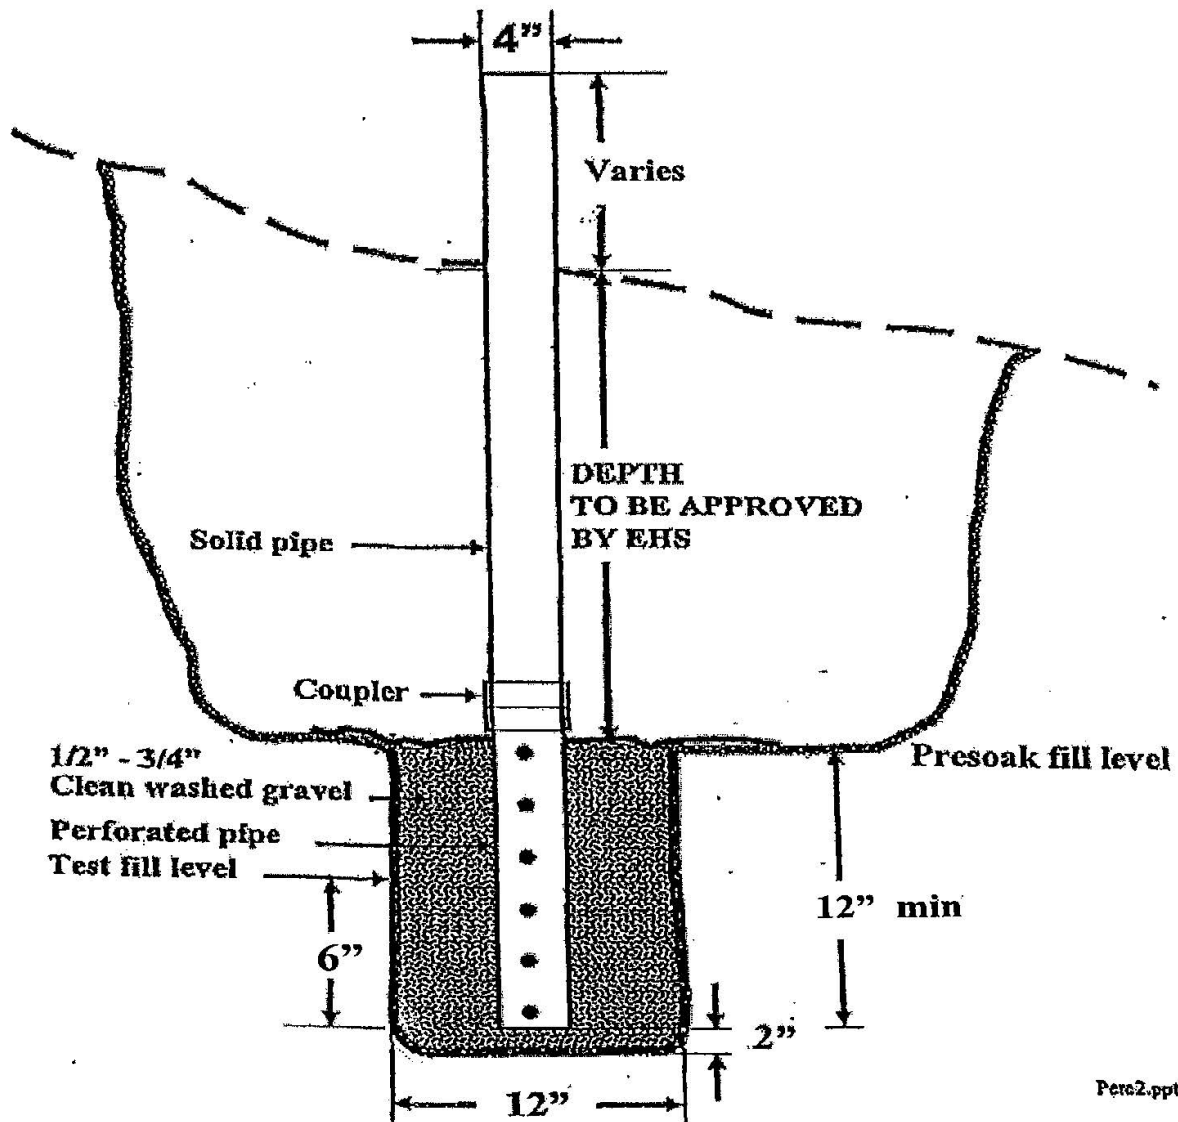 4”
Varies
DEPTH
TO BE APPROVED
BY EHS
Solid pipe
Coupler
1/2” - 3/4”
Clean washed gravel
Perforated pipe
Test fill level
Presoak fill level
12” min
6”
2”
12”
Perc2.ppt